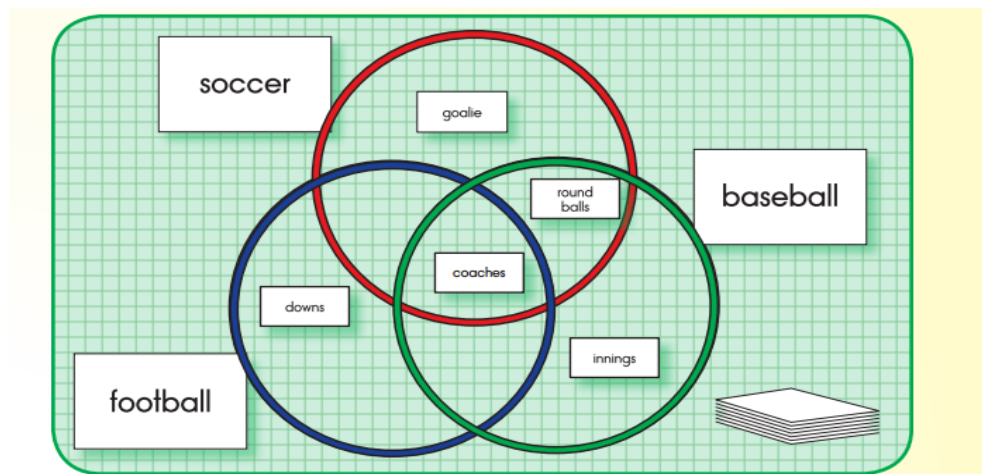 soccer
goalie
round
balls
baseball
coaches
downs
innings
football